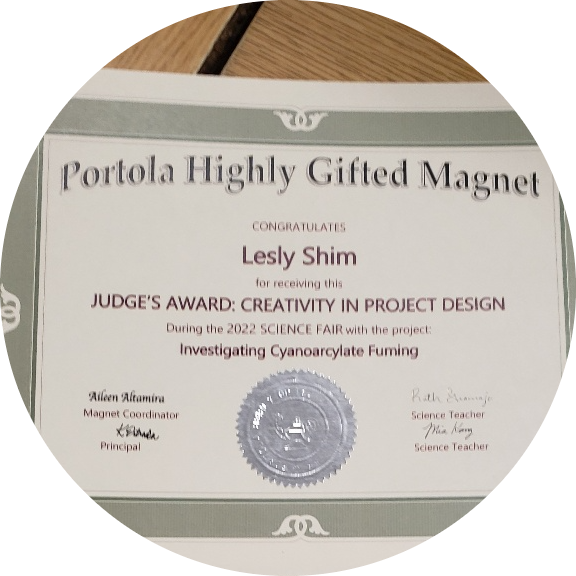 Portola Highly Gifted Magnet
CONGRATULATES
Lesly Shim
for receiving this
JUDGE'S AWARD: CREATIVITY IN PROJECT DESIGN
During the 2022 SCIENCE FAIR with the project:
Investigating Cyanoarcylate Fuming
Aileen Altamira
Magnet Coordinator
Science Teacher
Principal
Science Teacher